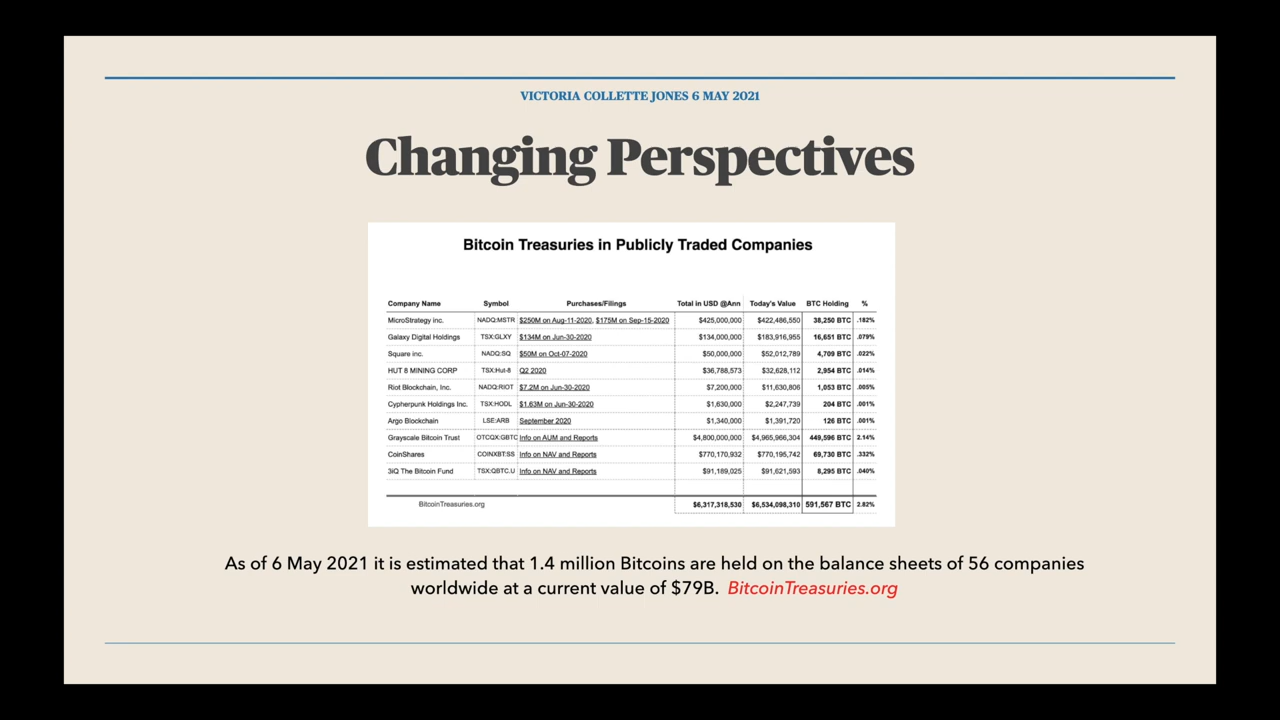 VICTORIA COLLETTE JONES 6 MAY 2021
Changing Perspectives
Bitcoin Treasuries in Publicly Traded Companies
Company Name Symbol Purchases/Filings Total in USD @Ann Today's Value BTC Holding %
MicroStrategy inc. NADQ:MSTR $250M on Aug-11-2020, $175M on Sep-15-2020 $425,000,000 $422,486,550 38,250 BTC .182%
Galaxy Digital Holdings TSX:GLXY $134M on Jun-30-2020 $134,000,000 $183,916,955 16,651 BTC .079%
Square inc. NADQ:SQ $50M on Oct-07-2020 $50,000,000 $52,012,789 4,709 BTC .022%
HUT 8 MINING CORP TSX:Hut-8 Q2 2020 $36,788,573 $32,628,112 2,954 BTC .014%
Riot Blockchain, Inc. NADQ:RIOT $7.2M on Jun-30-2020 $7,200,000 $11,630,806 1,053 BTC .005%
Cypherpunk Holdings Inc. TSX:HODL $1.63M on Jun-30-2020 $1,630,000 $2,247,739 204 BTC .001%
Argo Blockchain LSE:ARB September 2020 $1,340,000 $1,391,720 126 BTC .001%
Grayscale Bitcoin Trust OTCQX:GBTC Info on AUM and Reports $4,800,000,000 $4,965,966,304 449,596 BTC 2.14%
CoinShares COINXBT:SS Info on NAV and Reports $770,170,932 $770,195,742 69,730 BTC .332%
3iQ The Bitcoin Fund TSX:QBTC.U Info on NAV and Reports $91,189,025 $91,621,593 8,295 BTC .040%
BitcoinTreasuries.org $6,317,318,530 $6,534,098,310 591,567 BTC 2.82%
As of 6 May 2021 it is estimated that 1.4 million Bitcoins are held on the balance sheets of 56 companies
worldwide at a current value of $79B. BitcoinTreasuries.org